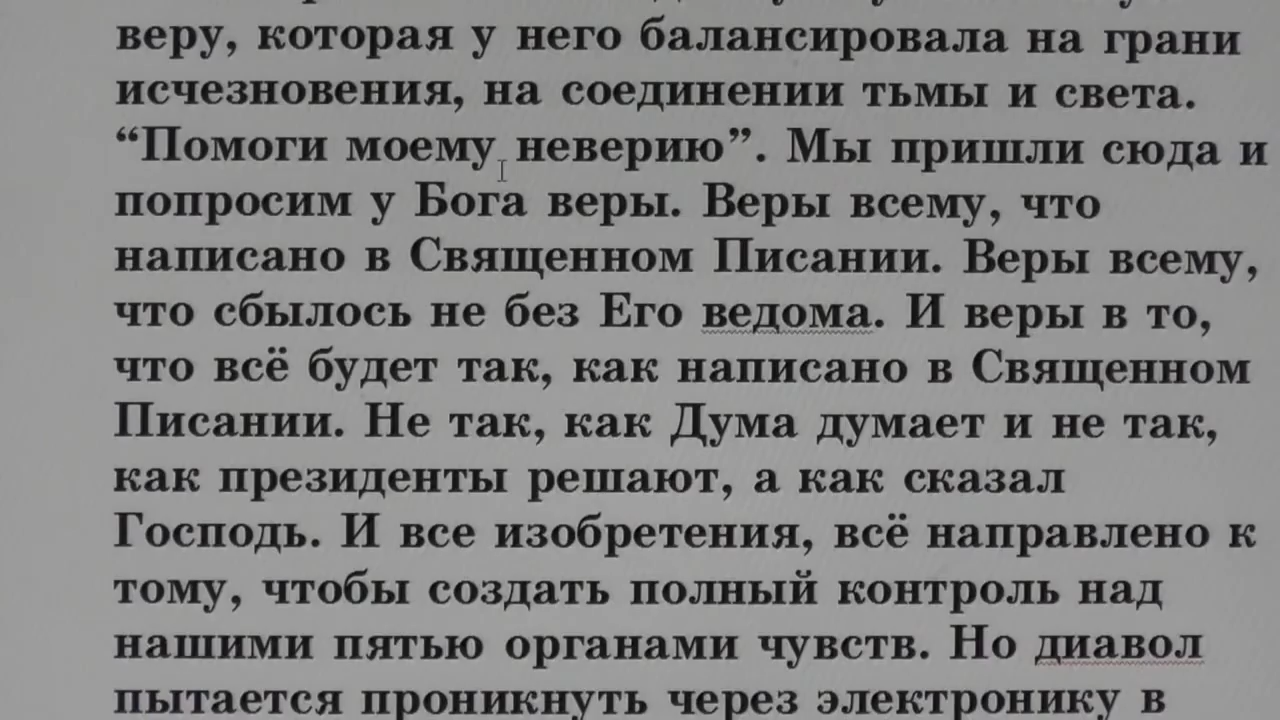 веру, которая у него балансировала на грани
исчезновения, на соединении тьмы и света.
“Помоги моему неверию”. Мы пришли сюда и
попросим у Бога веры. Веры всему, что
написано в Священном Писании. Веры всему,
что сбылось не без Его ведома. И веры в то,
что всё будет так, как написано в Священном
Писании. Не так, как Дума думает и не так,
как президенты решают, а как сказал
Господь. И все изобретения, всё направлено к
тому, чтобы создать полный контроль над
нашими пятью органами чувств. Но диавол
пытается проникнуть через электронику в